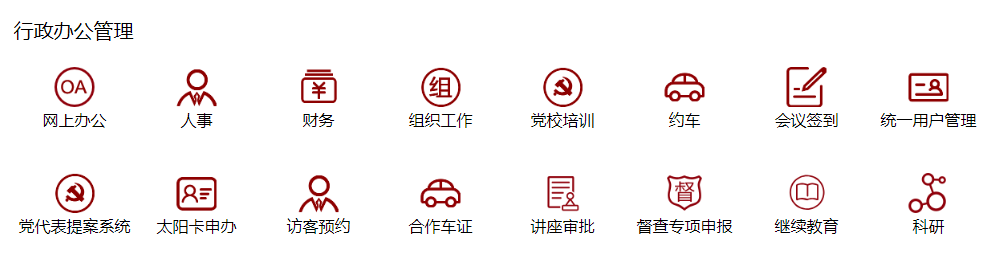 行政办公管理
OA
组
网上办公 人事 财务 组织工作 党校培训 约车 会议签到 统一用户管理
督
党代表提案系统 太阳卡申办 访客预约 合作车证 讲座审批 督查专项申报 继续教育 科研